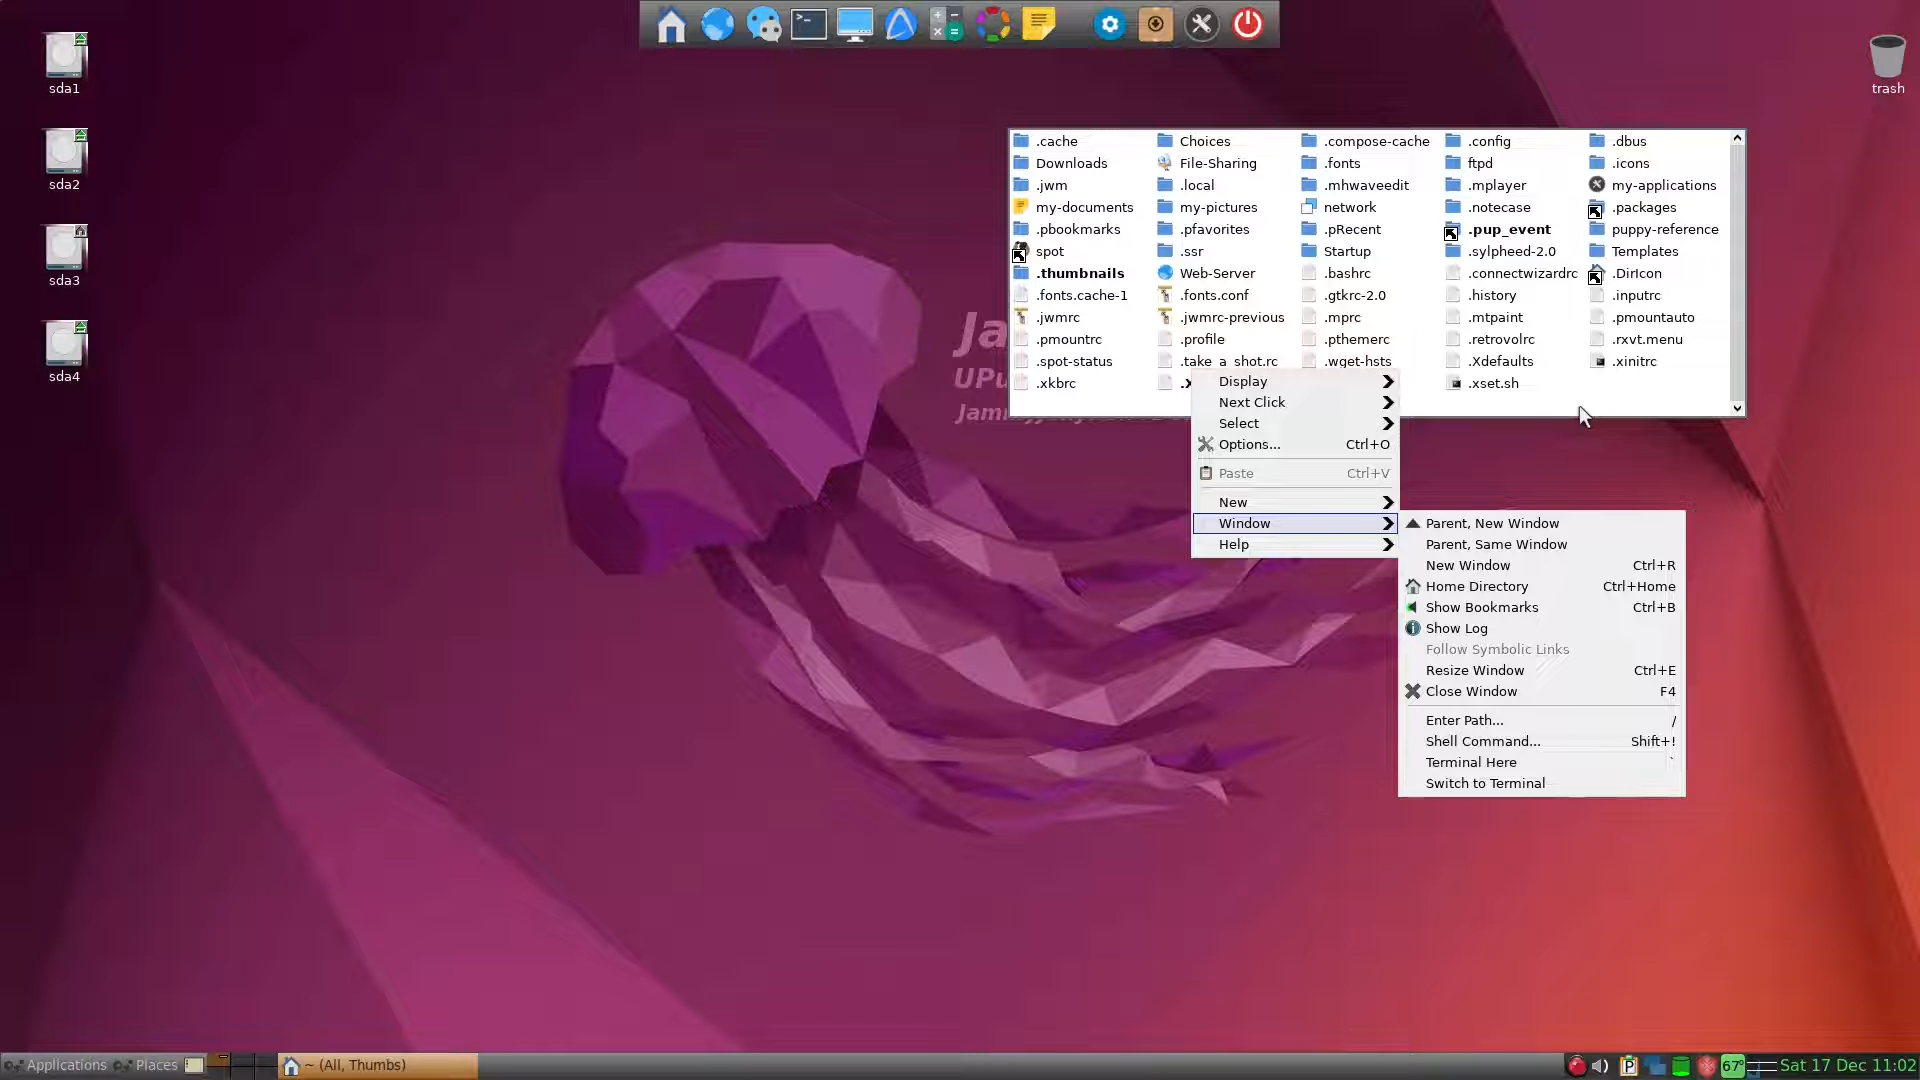 sda1
sda2
sda3
sda4
trash
.cache Choices .compose-cache .config .dbus
Downloads File-Sharing .fonts ftpd .icons
.jwm .local .mhwaveedit .mplayer my-applications
my-documents my-pictures network .notecase .packages
.pbookmarks .pfavorites .pRecent .pup_event puppy-reference
spot .ssr Startup .sylpheed-2.0 Templates
.thumbnails Web-Server .bashrc .connectwizardrc .DirIcon
.fonts.cache-1 .fonts.conf .gtkrc-2.0 .history .inputrc
.jwmrc .jwmrc-previous .mprc .mtpaint .pmountauto
.pmountrc .profile .pthemerc .retrovolrc .rxvt.menu
.spot-status .take_a_shot.rc .wget-hsts .Xdefaults .xinitrc
.xkbrc .xset.sh
Display
Next Click
Select
Options... Ctrl+O
Paste Ctrl+V
New
Window
Help
Parent, New Window
Parent, Same Window
New Window Ctrl+R
Home Directory Ctrl+Home
Show Bookmarks Ctrl+B
Show Log
Follow Symbolic Links
Resize Window Ctrl+E
Close Window F4
Enter Path... /
Shell Command... Shift+!
Terminal Here `
Switch to Terminal
Applications Places ~ (All, Thumbs) 67° Sat 17 Dec 11:02